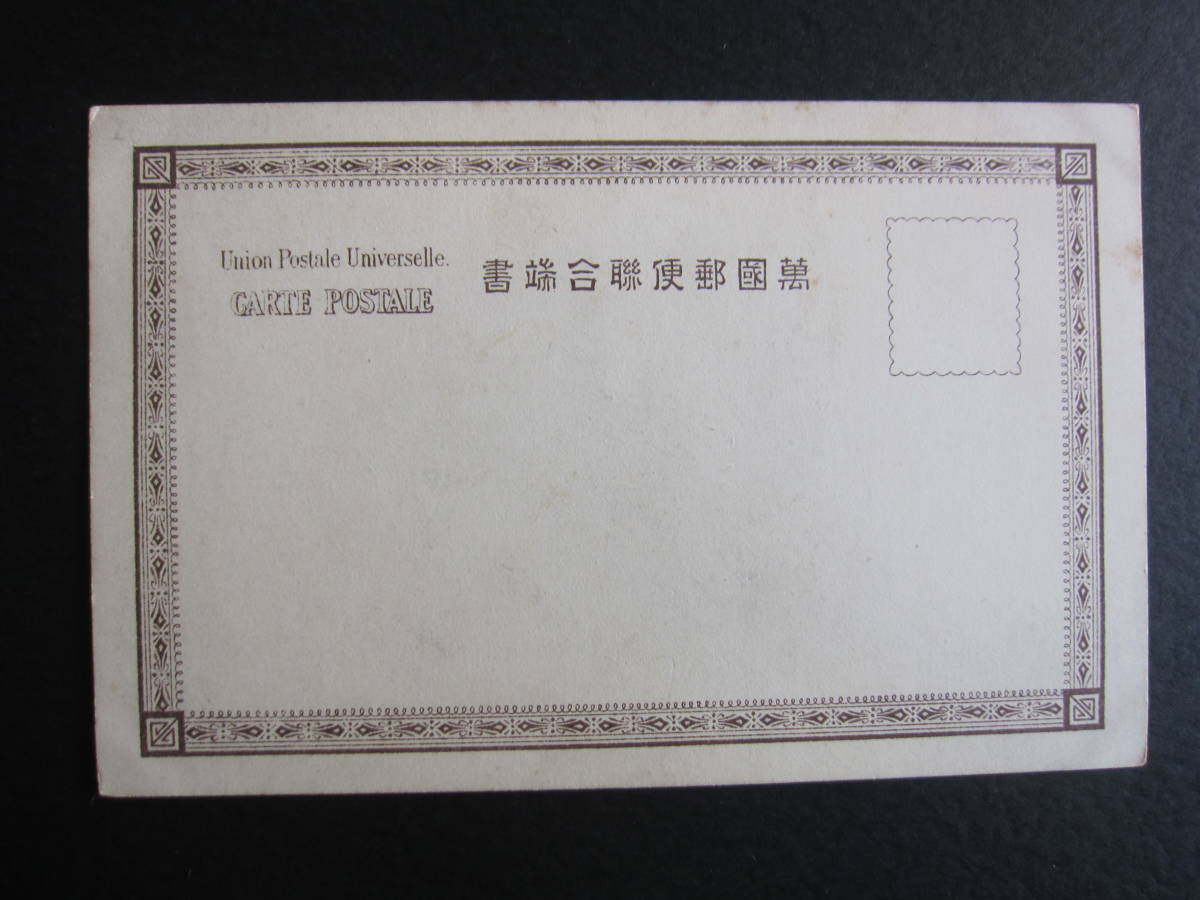 Union Postale Universelle.
CARTE POSTALE
書端合聯便郵國萬